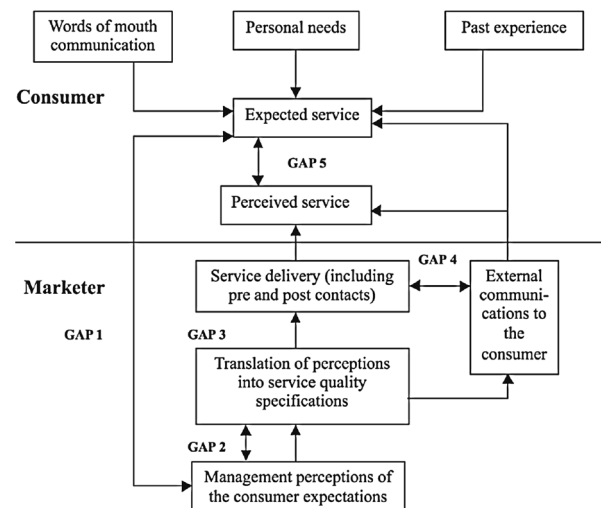 Words of mouth
communication
Personal needs
Past experience
Consumer
Expected service
GAP 5
Perceived service
Marketer
Service delivery (including
pre and post contacts)
GAP 4
External
communi-
cations to
the
consumer
GAP 1
GAP 3
Translation of perceptions
into service quality
specifications
GAP 2
Management perceptions of
the consumer expectations